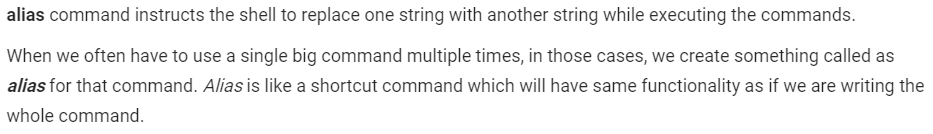 alias command instructs the shell to replace one string with another string while executing the commands.
When we often have to use a single big command multiple times, in those cases, we create something called as
alias for that command. Alias is like a shortcut command which will have same functionality as if we are writing the
whole command.